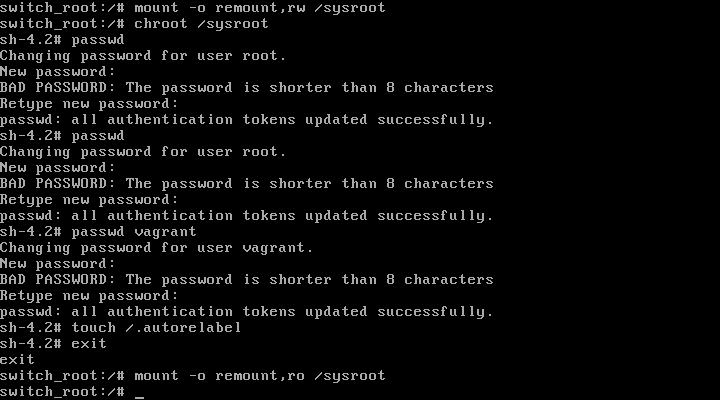 switch_root:/# mount -o remount,rw /sysroot
switch_root:/# chroot /sysroot
sh-4.2# passwd
Changing password for user root.
New password:
BAD PASSWORD: The password is shorter than 8 characters
Retype new password:
passwd: all authentication tokens updated successfully.
sh-4.2# passwd
Changing password for user root.
New password:
BAD PASSWORD: The password is shorter than 8 characters
Retype new password:
passwd: all authentication tokens updated successfully.
sh-4.2# passwd vagrant
Changing password for user vagrant.
New password:
BAD PASSWORD: The password is shorter than 8 characters
Retype new password:
passwd: all authentication tokens updated successfully.
sh-4.2# touch /.autorelabel
sh-4.2# exit
exit
switch_root:/# mount -o remount,ro /sysroot
switch_root:/# _